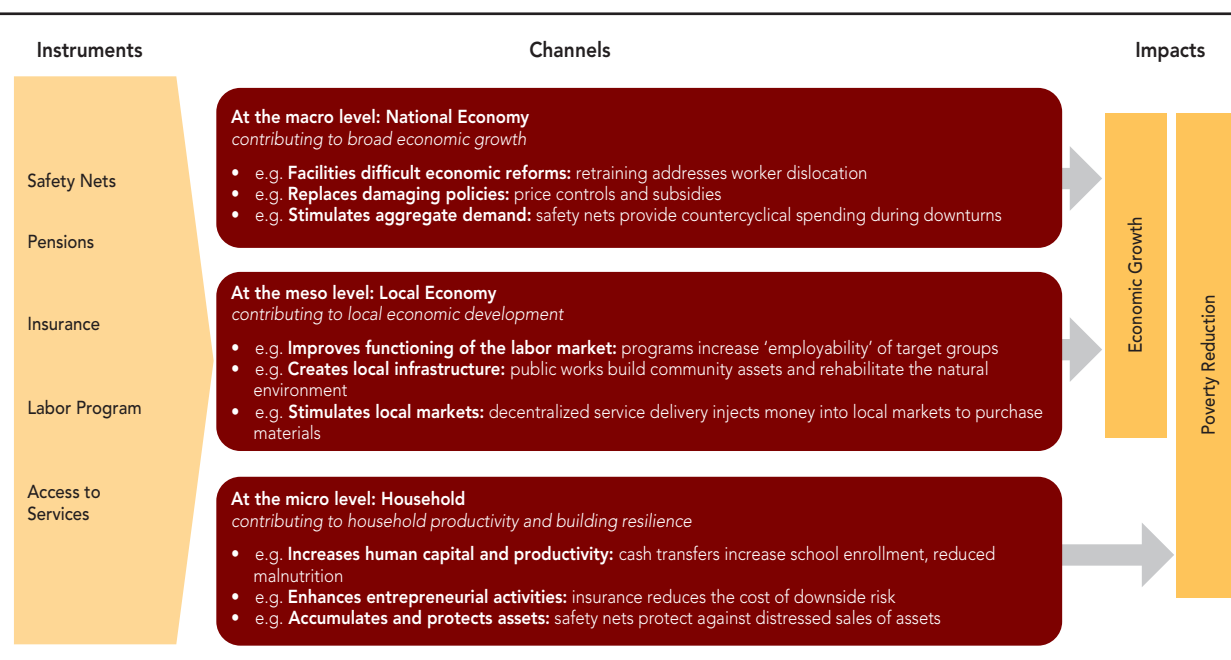 Instruments
Channels
Impacts
Safety Nets
Pensions
Insurance
Labor Program
Access to
Services
At the macro level: National Economy
contributing to broad economic growth
• e.g. Facilities difficult economic reforms: retraining addresses worker dislocation
• e.g. Replaces damaging policies: price controls and subsidies
• e.g. Stimulates aggregate demand: safety nets provide countercyclical spending during downturns
At the meso level: Local Economy
contributing to local economic development
• e.g. Improves functioning of the labor market: programs increase ‘employability’ of target groups
• e.g. Creates local infrastructure: public works build community assets and rehabilitate the natural
environment
• e.g. Stimulates local markets: decentralized service delivery injects money into local markets to purchase
materials
At the micro level: Household
contributing to household productivity and building resilience
• e.g. Increases human capital and productivity: cash transfers increase school enrollment, reduced
malnutrition
• e.g. Enhances entrepreneurial activities: insurance reduces the cost of downside risk
• e.g. Accumulates and protects assets: safety nets protect against distressed sales of assets
Economic Growth
Poverty Reduction